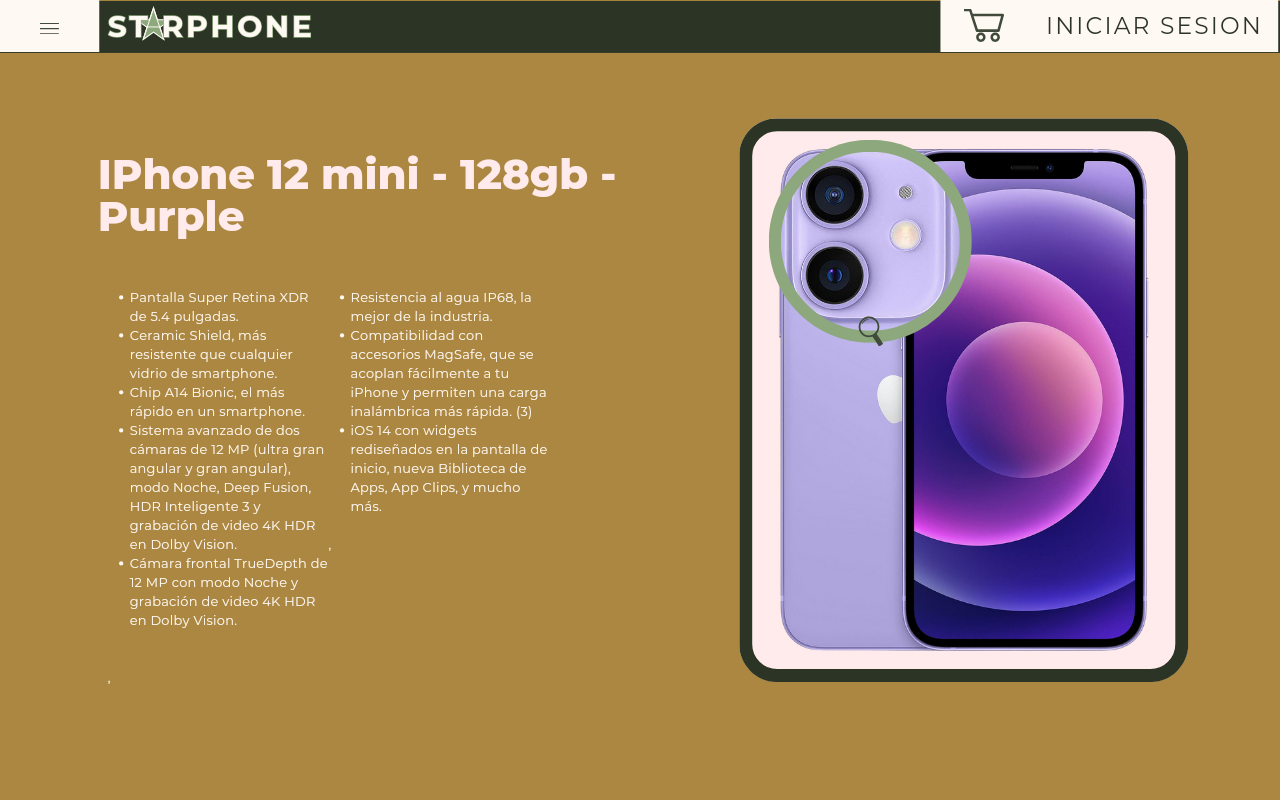 STARPHONE
INICIAR SESION
IPhone 12 mini - 128gb -
Purple
• Pantalla Super Retina XDR
de 5.4 pulgadas.
• Ceramic Shield, más
resistente que cualquier
vidrio de smartphone.
• Chip A14 Bionic, el más
rápido en un smartphone.
• Sistema avanzado de dos
cámaras de 12 MP (ultra gran
angular y gran angular),
modo Noche, Deep Fusion,
HDR Inteligente 3 y
grabación de video 4K HDR
en Dolby Vision.
• Cámara frontal TrueDepth de
12 MP con modo Noche y
grabación de video 4K HDR
en Dolby Vision.
• Resistencia al agua IP68, la
mejor de la industria.
• Compatibilidad con
accesorios MagSafe, que se
acoplan fácilmente a tu
iPhone y permiten una carga
inalámbrica más rápida. (3)
• iOS 14 con widgets
rediseñados en la pantalla de
inicio, nueva Biblioteca de
Apps, App Clips, y mucho
más.